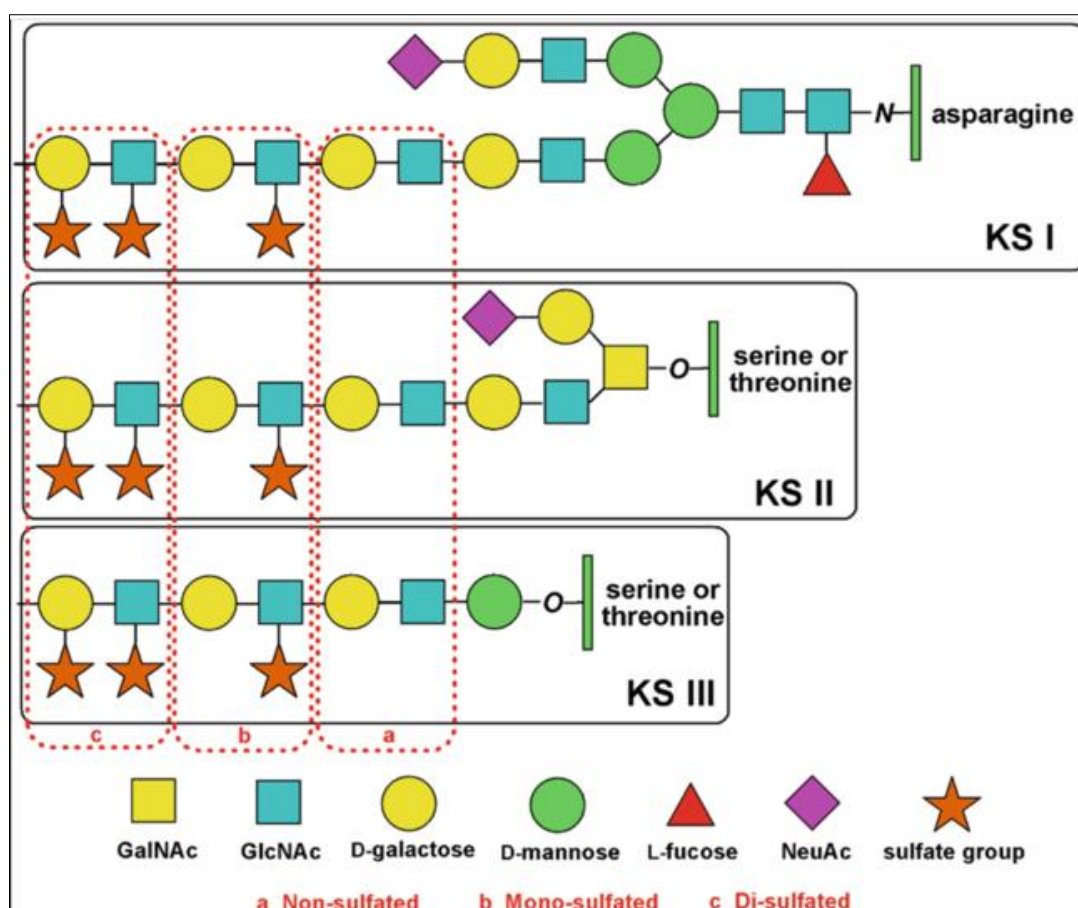 N
asparagine
KS I
serine or
O
threonine
KS II
serine or
O
threonine
KS III
c b a
GalNAc GlcNAc D-galactose D-mannose L-fucose NeuAc sulfate group
a Non-sulfated b Mono-sulfated c Di-sulfated